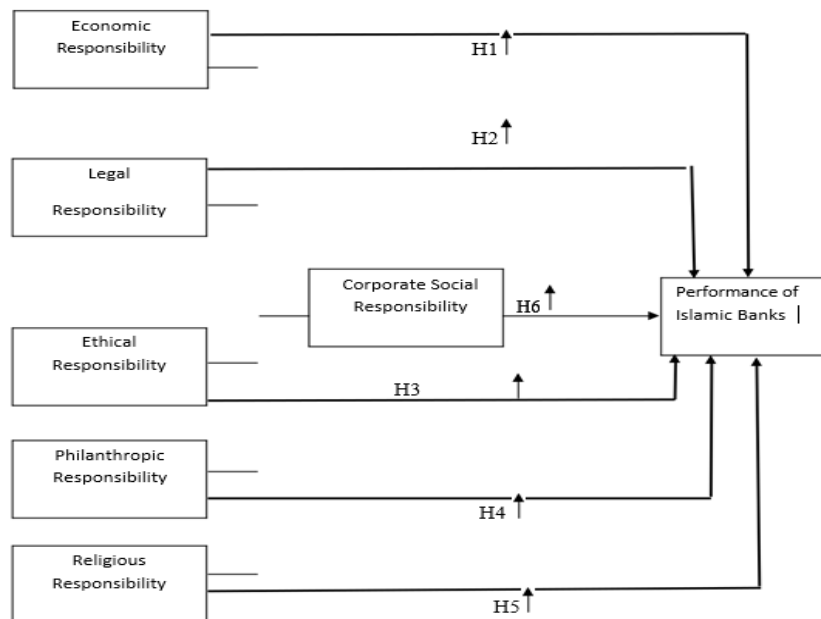 Economic
Responsibility
H1
H2
Legal
Responsibility
Corporate Social
Responsibility
H6
Performance of
Islamic Banks
Ethical
Responsibility
H3
Philanthropic
Responsibility
H4
Religious
Responsibility
H5